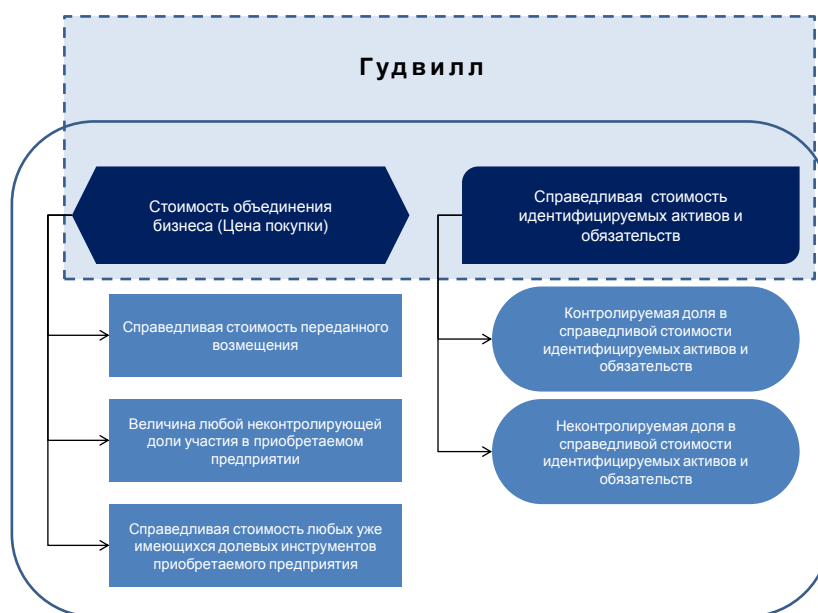 Гудвилл
Стоимость объединения
бизнеса (Цена покупки)
Справедливая стоимость
идентифицируемых активов и
обязательств
Справедливая стоимость переданного
возмещения
Величина любой неконтролирующей
доли участия в приобретаемом
предприятии
Справедливая стоимость любых уже
имеющихся долевых инструментов
приобретаемого предприятия
Контролируемая доля в
справедливой стоимости
идентифицируемых активов и
обязательств
Неконтролируемая доля в
справедливой стоимости
идентифицируемых активов и
обязательств